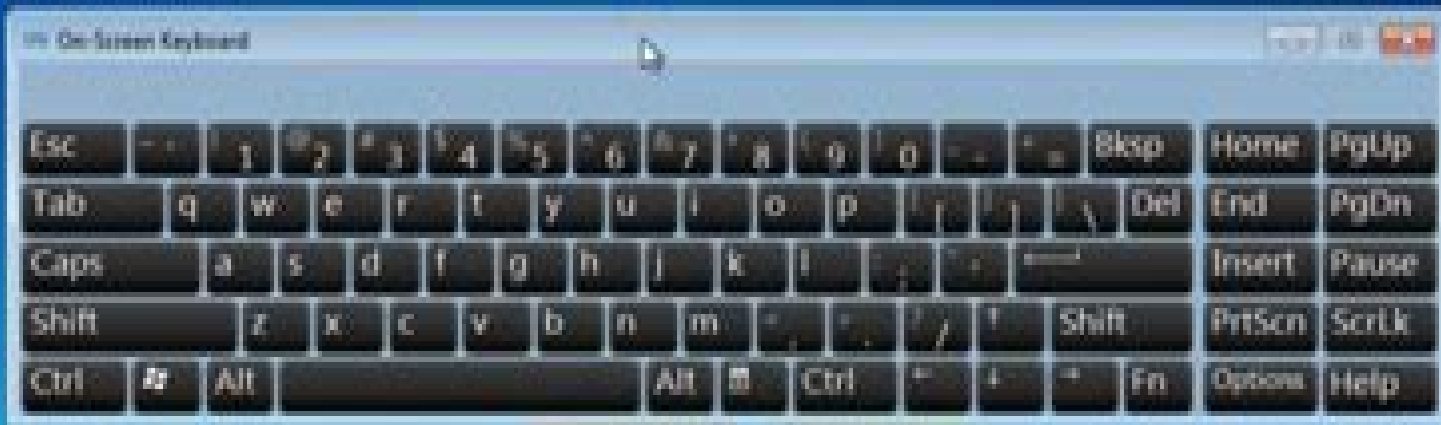 On-Screen Keyboard
Esc 1 @ 2 # 3 $ 4 % 5 ^ 6 & 7 * 8 ( 9 ) 0 - = Bksp Home PgUp
Tab q w e r t y u i o p [ ] \ Del End PgDn
Caps a s d f g h j k l ; ' Insert Pause
Shift z x c v b n m , . / ↑ Shift PrtScn ScrLk
Ctrl Alt Alt Ctrl ← ↓ → Fn Options Help